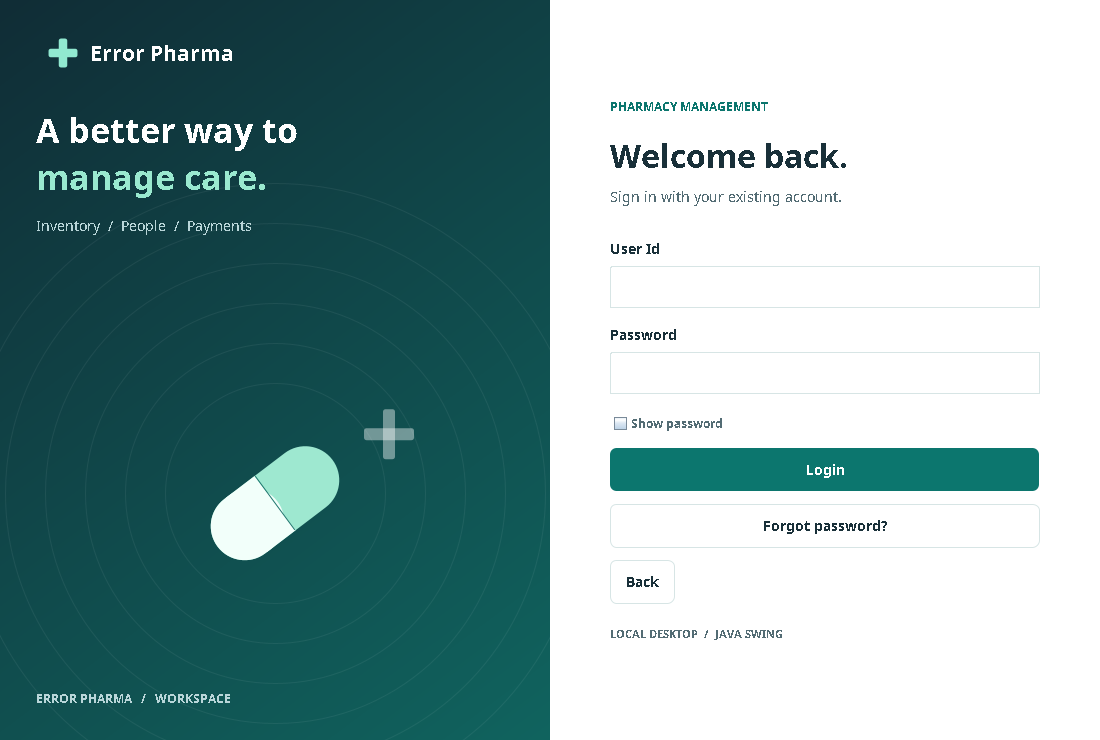 Error Pharma
A better way to
manage care.
Inventory / People / Payments
ERROR PHARMA / WORKSPACE
PHARMACY MANAGEMENT
Welcome back.
Sign in with your existing account.
User Id
Password
Show password
Login
Forgot password?
Back
LOCAL DESKTOP / JAVA SWING